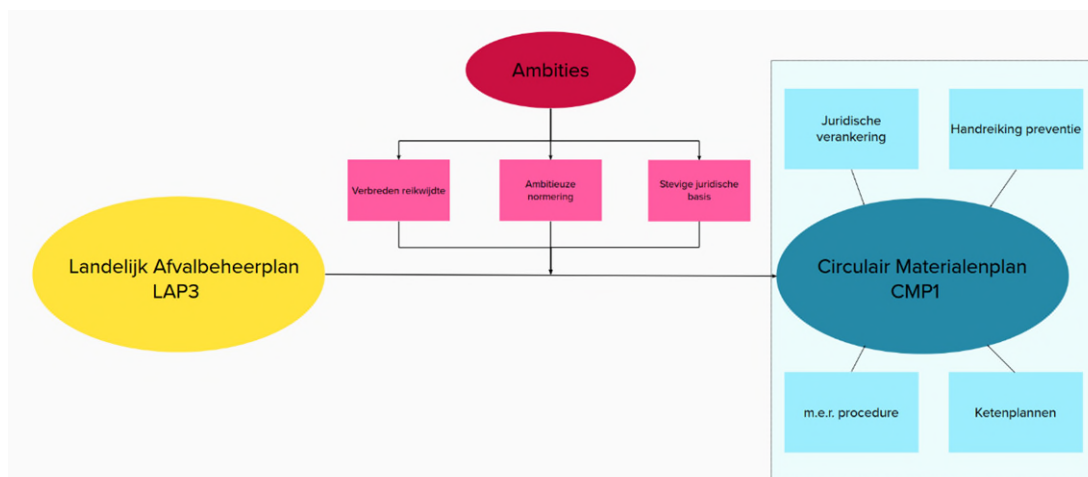 Ambities
Juridische
verankering
Handreiking preventie
Verbreden reikwijdte
Ambitieuze
normering
Stevige juridische
basis
Landelijk Afvalbeheerplan
LAP3
Circulair Materialenplan
CMP1
m.e.r. procedure
Ketenplannen